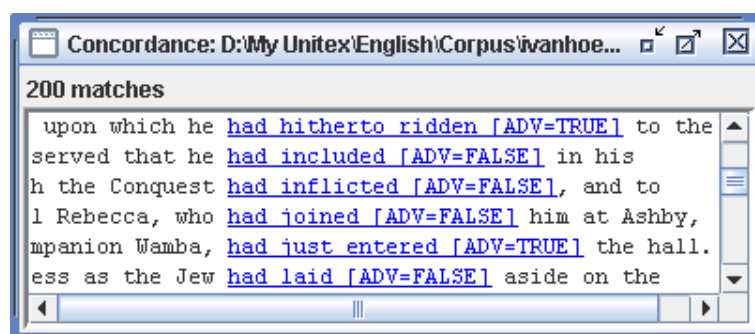 Concordance: D:\My Unitex\English\Corpus\ivanhoe...
200 matches
upon which he had hitherto ridden [ADV=TRUE] to the
served that he had included [ADV=FALSE] in his
h the Conquest had inflicted [ADV=FALSE], and to
l Rebecca, who had joined [ADV=FALSE] him at Ashby,
mpanion Wamba, had just entered [ADV=TRUE] the hall.
ess as the Jew had laid [ADV=FALSE] aside on the